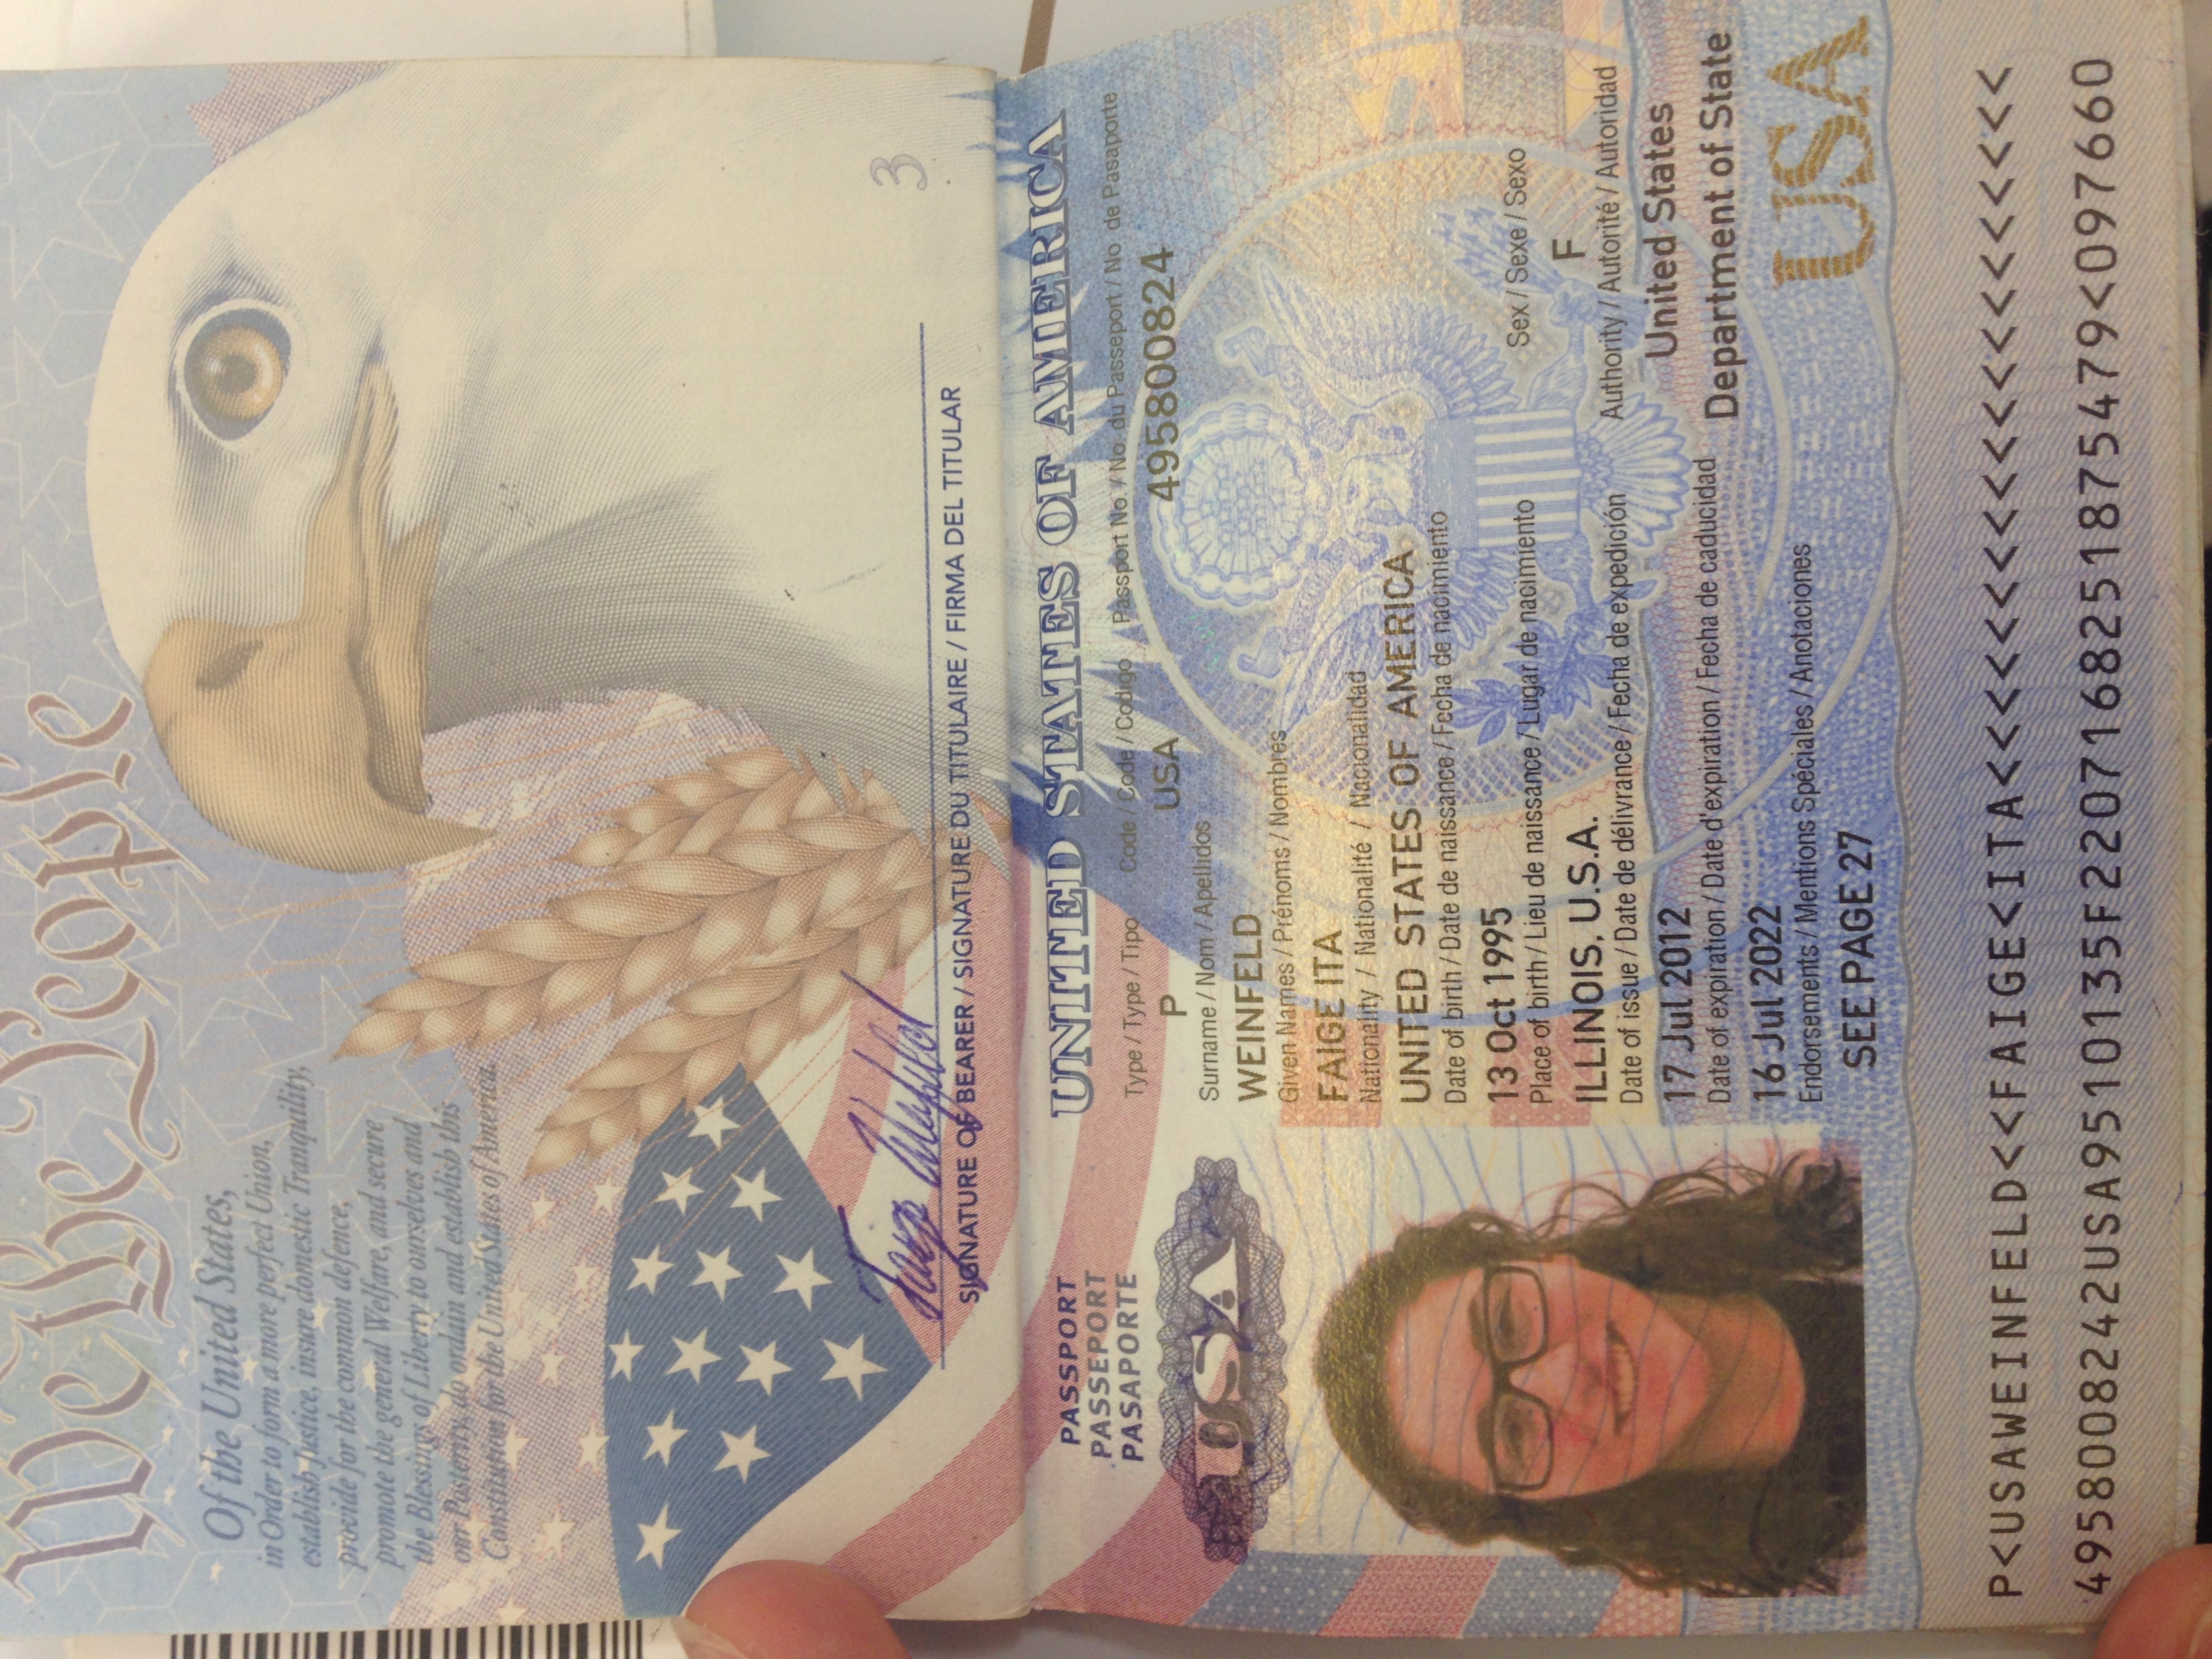 We the People
Of the United States,
in Order to form a more perfect Union,
establish Justice, insure domestic Tranquility,
provide for the common defence,
promote the general Welfare, and secure
the Blessings of Liberty to ourselves and
our Posterity, do ordain and establish this
Constitution for the United States of America.
3
SIGNATURE OF BEARER / SIGNATURE DU TITULAIRE / FIRMA DEL TITULAR
PASSPORT
PASSEPORT
PASAPORTE
USA
UNITED STATES OF AMERICA
Type / Type / Tipo Code / Code / Codigo Passport No. / No. du Passeport / No. de Pasaporte
P USA 495800824
Surname / Nom / Apellidos
WEINFELD
Given Names / Prénoms / Nombres
FAIGE ITA
Nationality / Nationalité / Nacionalidad
UNITED STATES OF AMERICA
Date of birth / Date de naissance / Fecha de nacimiento
13 Oct 1995
Place of birth / Lieu de naissance / Lugar de nacimiento Sex / Sexe / Sexo
ILLINOIS, U.S.A. F
Date of issue / Date de délivrance / Fecha de expedición Authority / Autorité / Autoridad
17 Jul 2012 United States
Date of expiration / Date d'expiration / Fecha de caducidad Department of State
16 Jul 2022
Endorsements / Mentions Spéciales / Anotaciones
SEE PAGE 27
USA
P<USAWEINFELD<<FAIGE<ITA<<<<<<<<<<<<<<<<<<<<
4958008242USA9510135F2207168251875479<097660